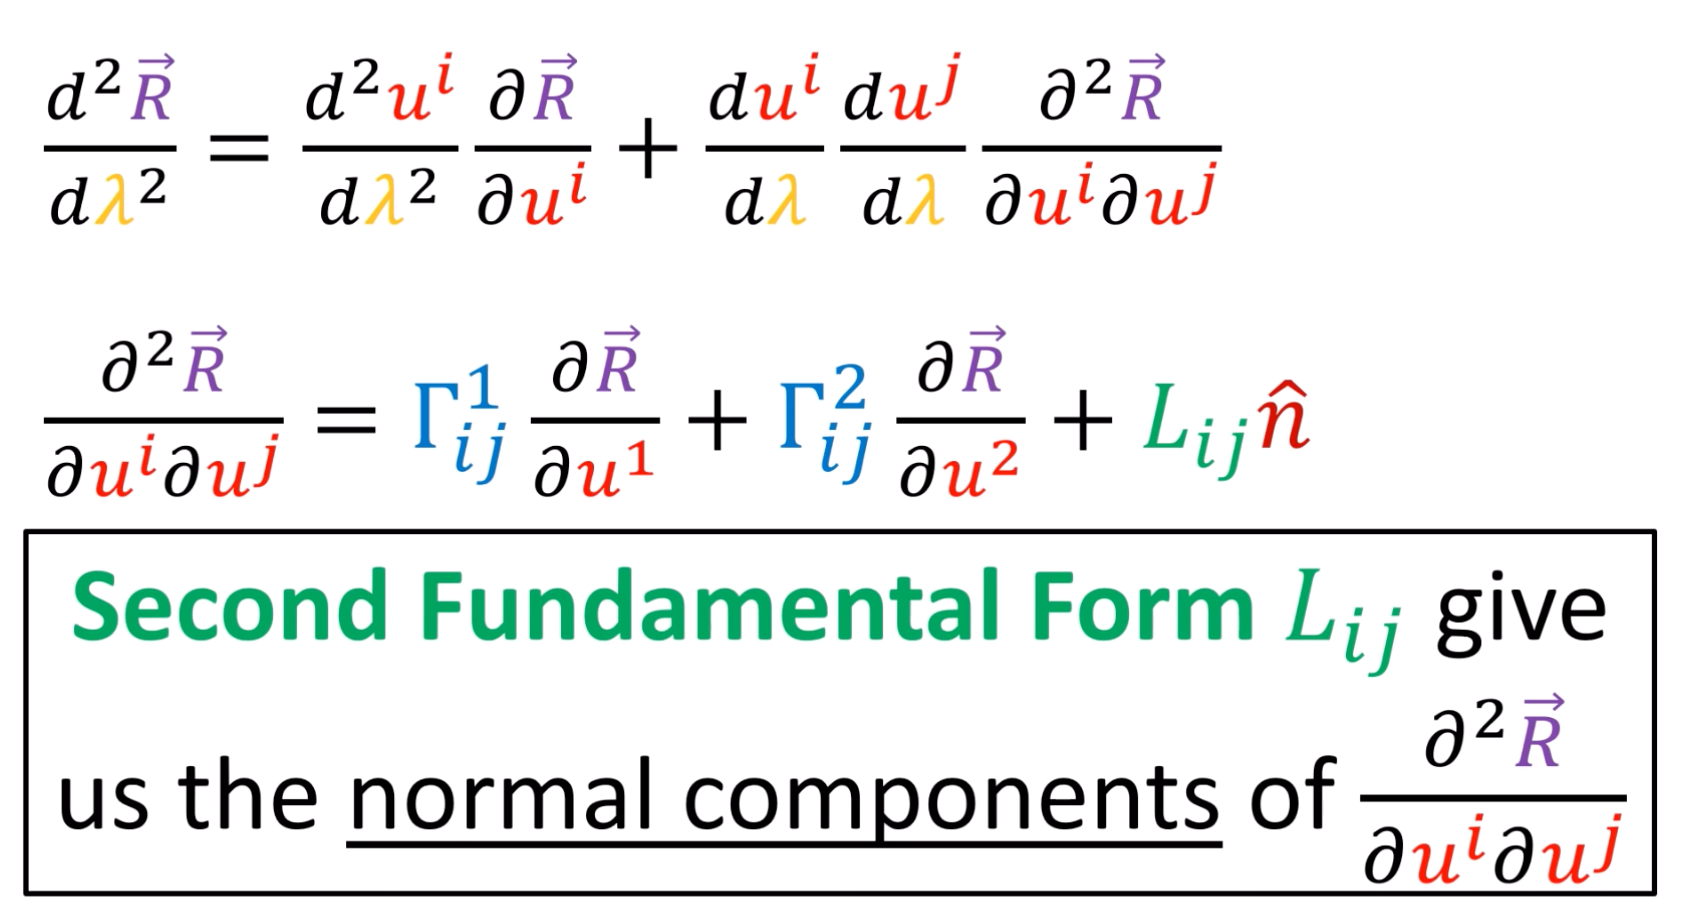 $\frac{d^2\vec{R}}{d\lambda^2} = \frac{d^2u^i}{d\lambda^2}\frac{\partial\vec{R}}{\partial u^i} + \frac{du^i}{d\lambda}\frac{du^j}{d\lambda}\frac{\partial^2\vec{R}}{\partial u^i\partial u^j}$
$\frac{\partial^2\vec{R}}{\partial u^i\partial u^j} = \Gamma^1_{ij}\frac{\partial\vec{R}}{\partial u^1} + \Gamma^2_{ij}\frac{\partial\vec{R}}{\partial u^2} + L_{ij}\hat{n}$
Second Fundamental Form $L_{ij}$ give
us the normal components of $\frac{\partial^2\vec{R}}{\partial u^i\partial u^j}$